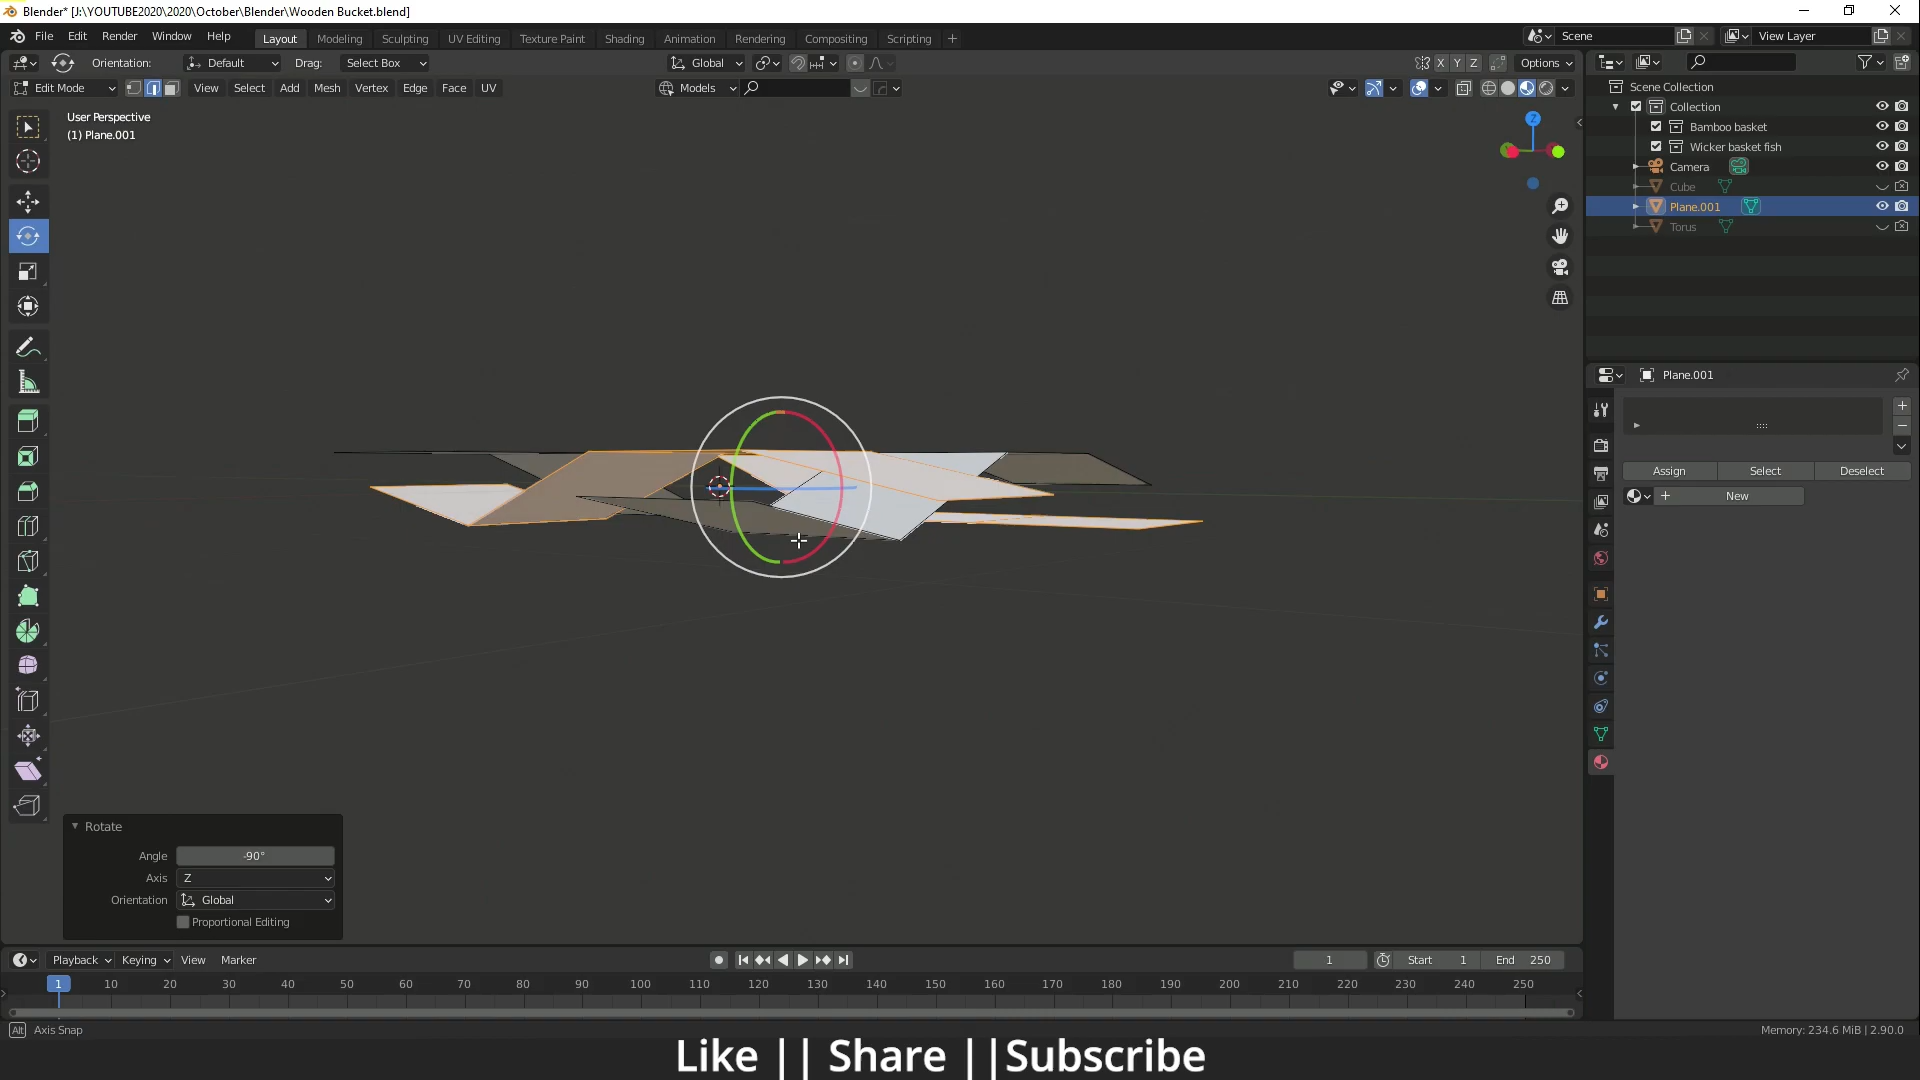 Blender* [J:\YOUTUBE2020\2020\October\Blender\Wooden Bucket.blend]
File Edit Render Window Help Layout Modeling Sculpting UV Editing Texture Paint Shading Animation Rendering Compositing Scripting + Scene View Layer
Orientation: Default Drag: Select Box Global X Y Z Options
Edit Mode View Select Add Mesh Vertex Edge Face UV Models
User Perspective
(1) Plane.001
Z
Scene Collection
Collection
Bamboo basket
Wicker basket fish
Camera
Cube
Plane.001
Torus
Plane.001
Assign Select Deselect
+ New
Rotate
Angle -90°
Axis Z
Orientation Global
Proportional Editing
Playback Keying View Marker 1 Start 1 End 250
1 10 20 30 40 50 60 70 80 90 100 110 120 130 140 150 160 170 180 190 200 210 220 230 240 250
Alt Axis Snap Memory: 234.6 MiB | 2.90.0
Like || Share ||Subscribe